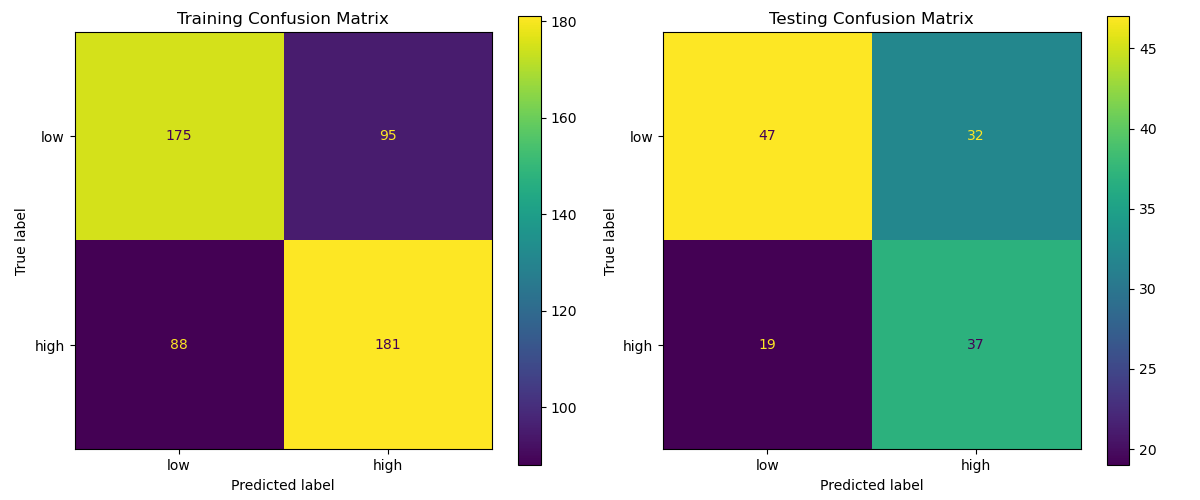 Training Confusion Matrix
Testing Confusion Matrix
True label
low
high
175
95
88
181
low
high
Predicted label
180
160
140
120
100
True label
low
high
47
32
19
37
low
high
Predicted label
45
40
35
30
25
20